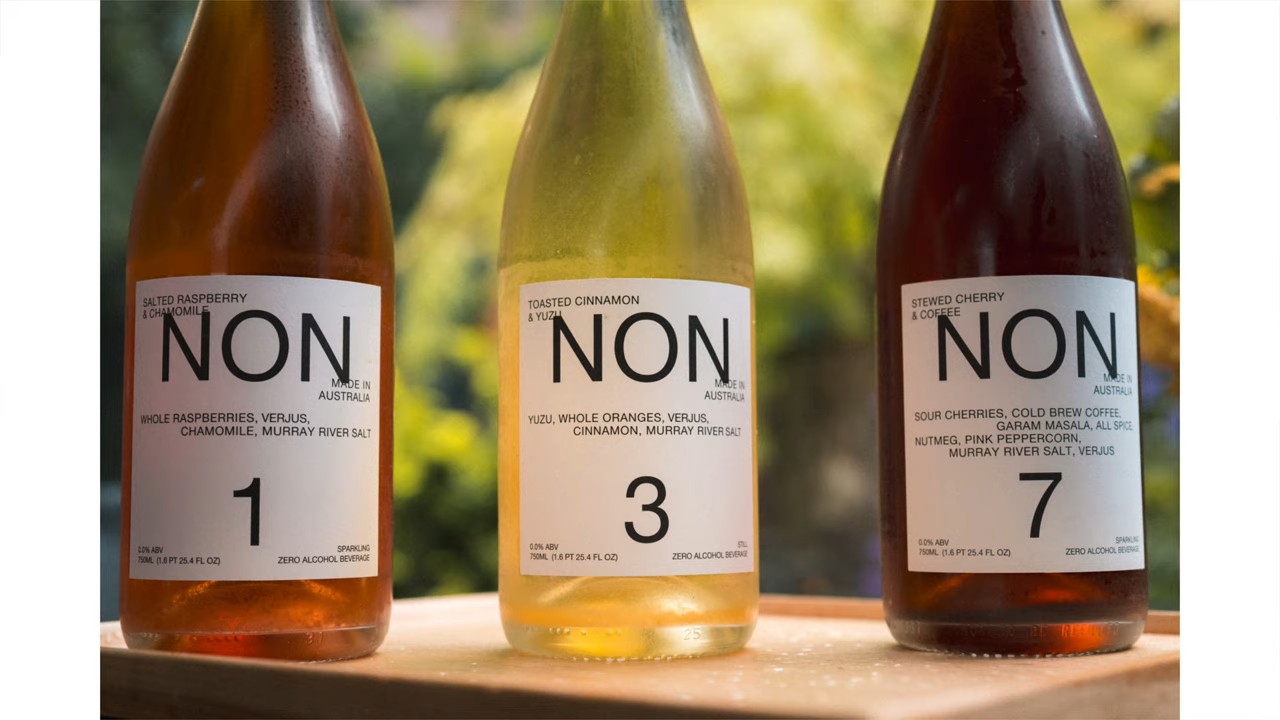 SALTED RASPBERRY
& CHAMOMILE
NON
MADE IN
AUSTRALIA
WHOLE RASPBERRIES, VERJUS,
CHAMOMILE, MURRAY RIVER SALT
1
0.0% ABV
750ML (1.6 PT 25.4 FL OZ)
SPARKLING
ZERO ALCOHOL BEVERAGE
TOASTED CINNAMON
& YUZU
NON
MADE IN
AUSTRALIA
YUZU, WHOLE ORANGES, VERJUS,
CINNAMON, MURRAY RIVER SALT
3
0.0% ABV
750ML (1.6 PT 25.4 FL OZ)
STILL
ZERO ALCOHOL BEVERAGE
25
STEWED CHERRY
& COFFEE
NON
MADE IN
AUSTRALIA
SOUR CHERRIES, COLD BREW COFFEE,
GARAM MASALA, ALL SPICE,
NUTMEG, PINK PEPPERCORN,
MURRAY RIVER SALT, VERJUS
7
0.0% ABV
750ML (1.6 PT 25.4 FL OZ)
SPARKLING
ZERO ALCOHOL BEVERAGE